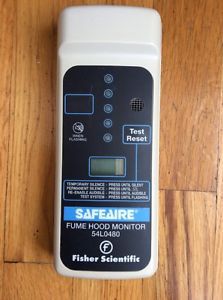 Test
Reset
WHEN
FLASHING
TEMPORARY SILENCE - PRESS UNTIL SILENT
PERMANENT SILENCE - PRESS UNTIL
RE-ENABLE AUDIBLE - PRESS UNTIL AUDIBLE
TEST SYSTEM - PRESS UNTIL FLASHING
SAFEAIRE®
FUME HOOD MONITOR
54L0480
F
Fisher Scientific